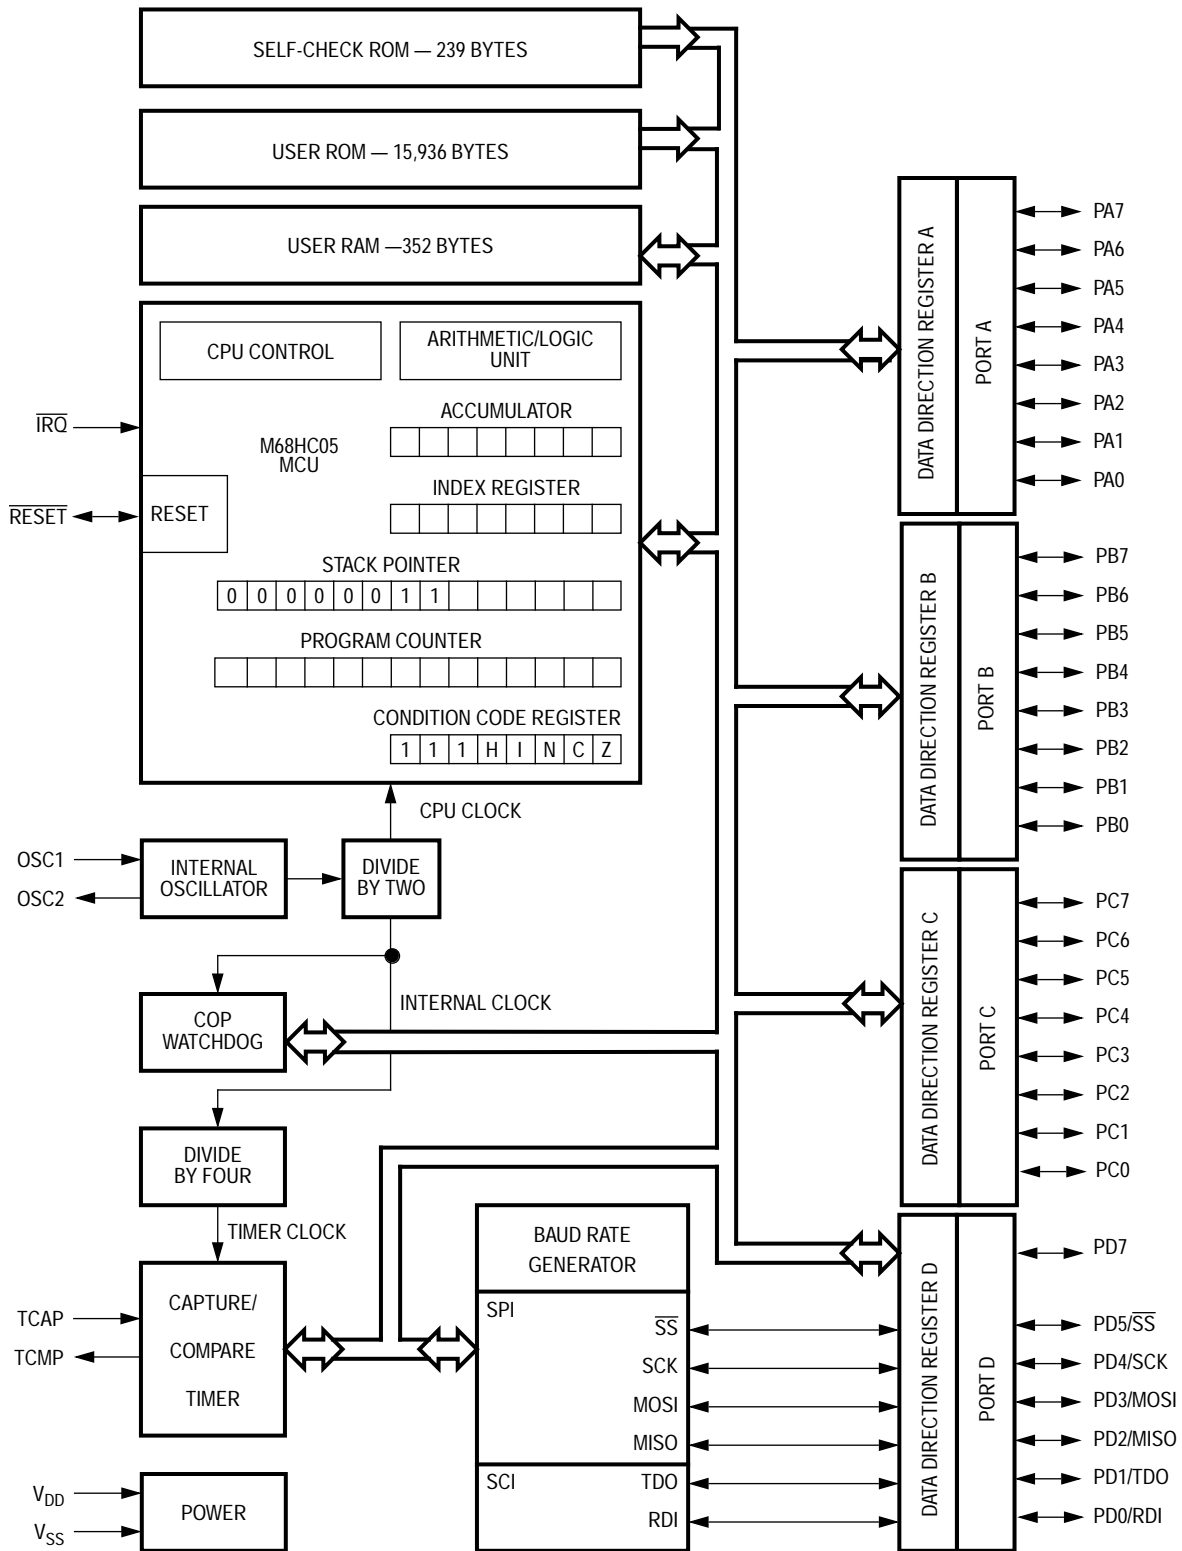 SELF-CHECK ROM — 239 BYTES
USER ROM — 15,936 BYTES
USER RAM —352 BYTES
CPU CONTROL
ARITHMETIC/LOGIC
UNIT
ACCUMULATOR
M68HC05
MCU
IRQ
INDEX REGISTER
RESET
RESET
STACK POINTER
0 0 0 0 0 0 1 1
PROGRAM COUNTER
CONDITION CODE REGISTER
1 1 1 H I N C Z
CPU CLOCK
OSC1
OSC2
INTERNAL
OSCILLATOR
DIVIDE
BY TWO
INTERNAL CLOCK
COP
WATCHDOG
DIVIDE
BY FOUR
TIMER CLOCK
TCAP
TCMP
CAPTURE/
COMPARE
TIMER
VDD
VSS
POWER
BAUD RATE
GENERATOR
SPI
SS
SCK
MOSI
MISO
SCI
TDO
RDI
DATA DIRECTION REGISTER A
PORT A
PA7
PA6
PA5
PA4
PA3
PA2
PA1
PA0
DATA DIRECTION REGISTER B
PORT B
PB7
PB6
PB5
PB4
PB3
PB2
PB1
PB0
DATA DIRECTION REGISTER C
PORT C
PC7
PC6
PC5
PC4
PC3
PC2
PC1
PC0
DATA DIRECTION REGISTER D
PORT D
PD7
PD5/SS
PD4/SCK
PD3/MOSI
PD2/MISO
PD1/TDO
PD0/RDI